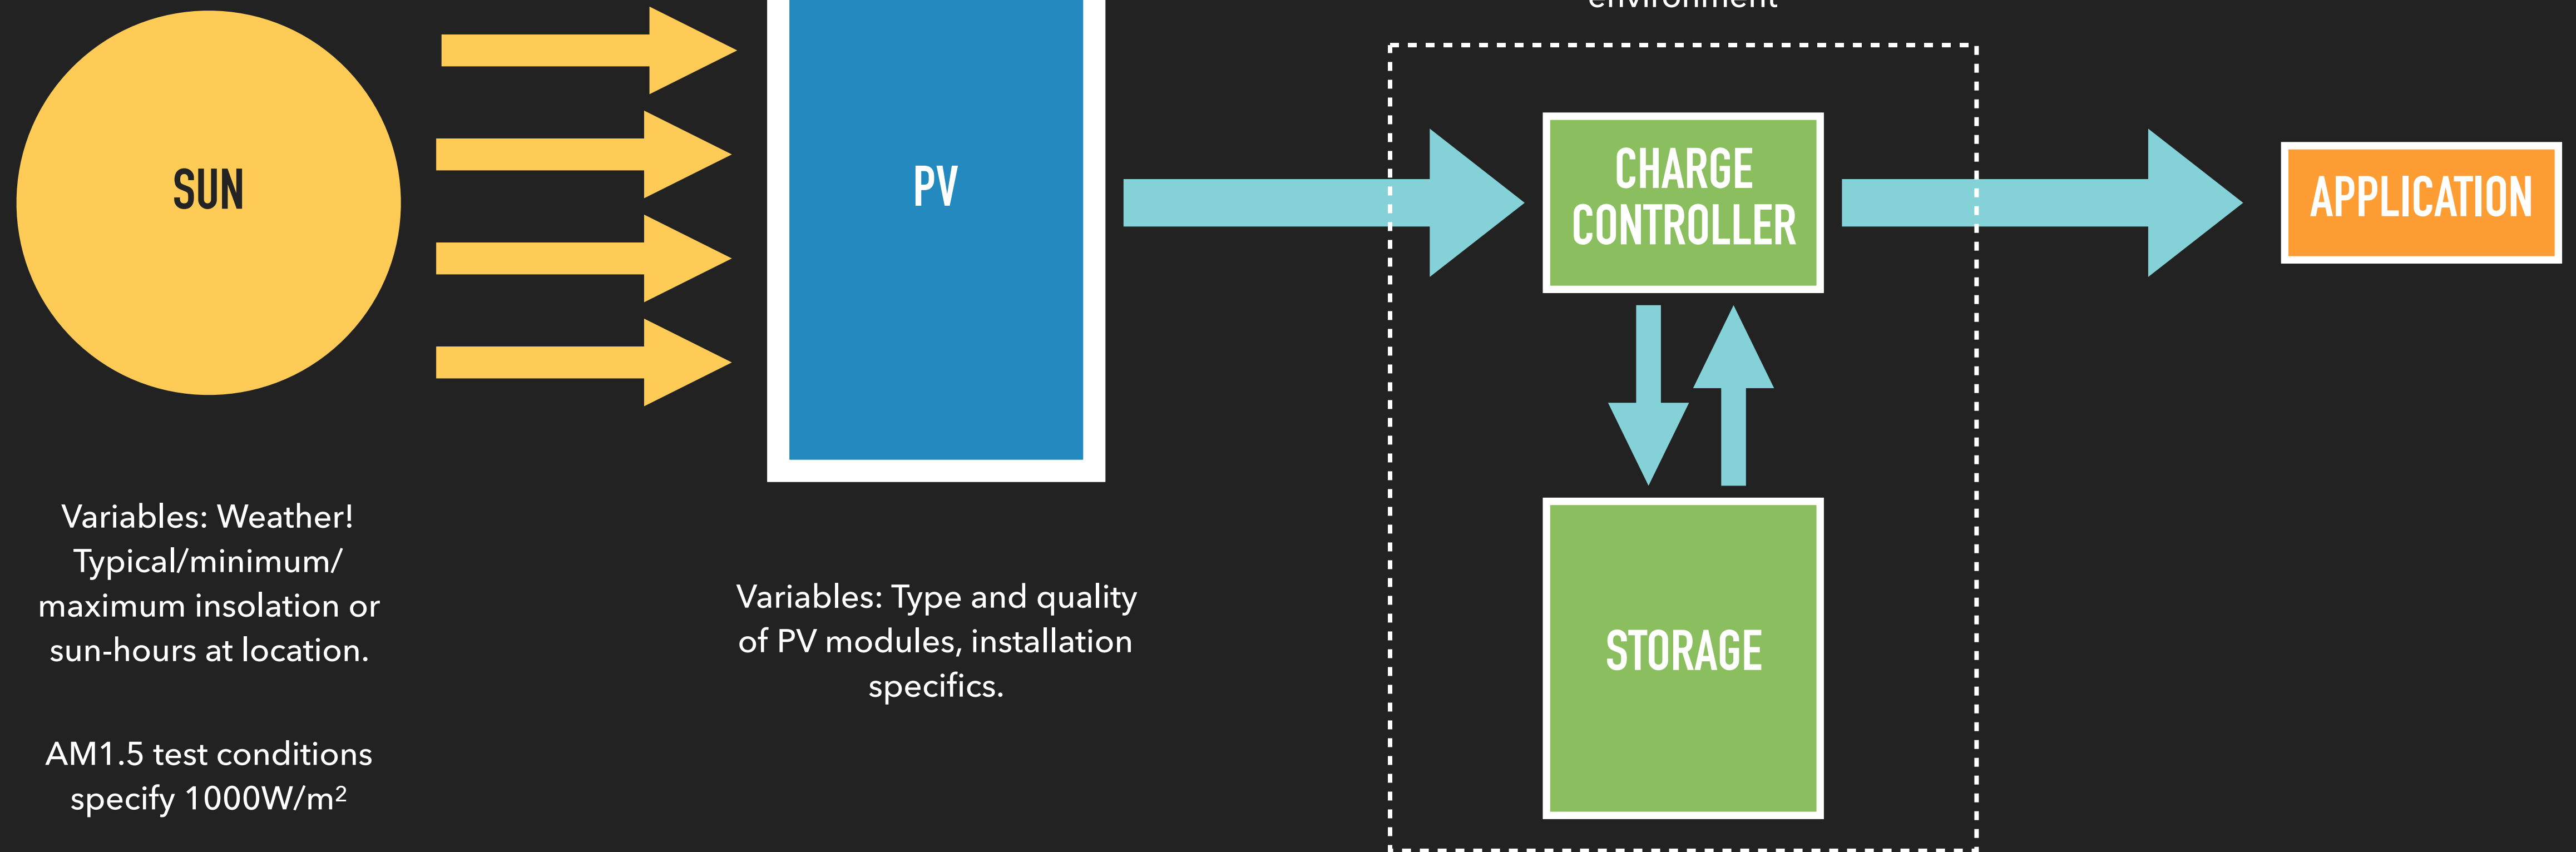 environment
SUN
PV
CHARGE
CONTROLLER
APPLICATION
STORAGE
Variables: Weather!
Typical/minimum/
maximum insolation or
sun-hours at location.
AM1.5 test conditions
specify 1000W/m²
Variables: Type and quality
of PV modules, installation
specifics.